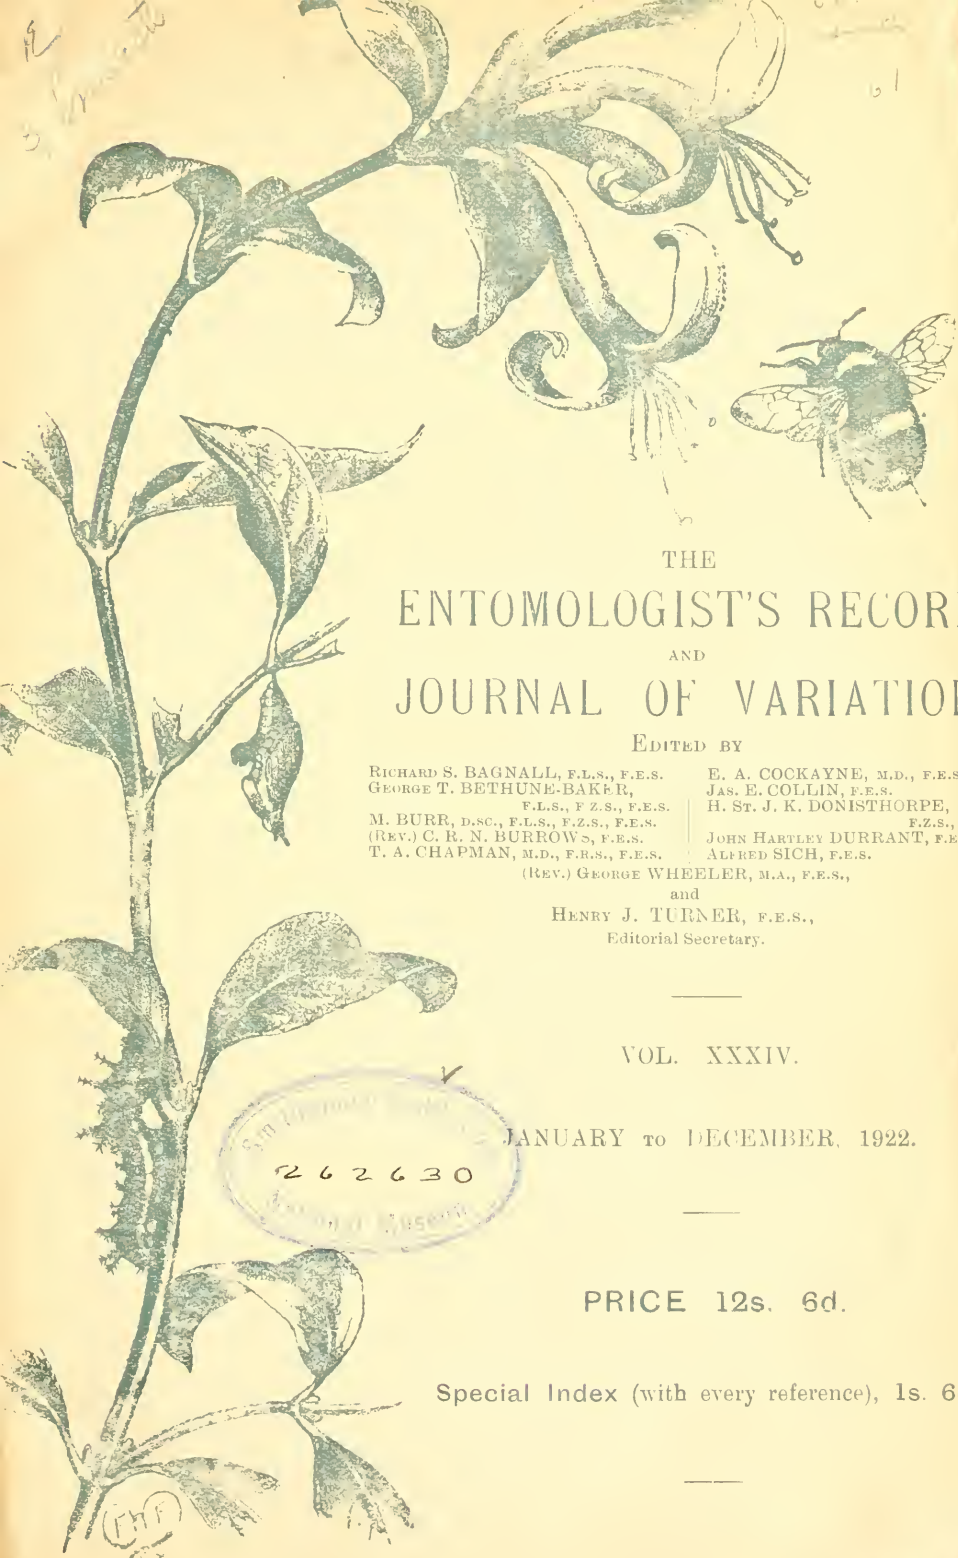 THE
ENTOMOLOGIST'S RECOR
AND
JOURNAL OF VARIATIO
EDITED BY
RICHARD S. BAGNALL, F.L.S., F.E.S.
GEORGE T. BETHUNE-BAKER,
F.L.S., F Z.S., F.E.S.
M. BURR, D.SC., F.L.S., F.Z.S., F.E.S.
(REV.) C. R. N. BURROWS, F.E.S.
T. A. CHAPMAN, M.D., F.R.S., F.E.S.
E. A. COCKAYNE, M.D., F.E.S
JAS. E. COLLIN, F.E.S.
H. ST. J. K. DONISTHORPE,
F.Z.S.,
JOHN HARTLEY DURRANT, F.E
ALFRED SICH, F.E.S.
(REV.) GEORGE WHEELER, M.A., F.E.S.,
and
HENRY J. TURNER, F.E.S.,
Editorial Secretary.
VOL. XXXIV.
JANUARY TO DECEMBER, 1922.
262630
National Museum
PRICE 12s. 6d.
Special Index (with every reference), 1s. 6